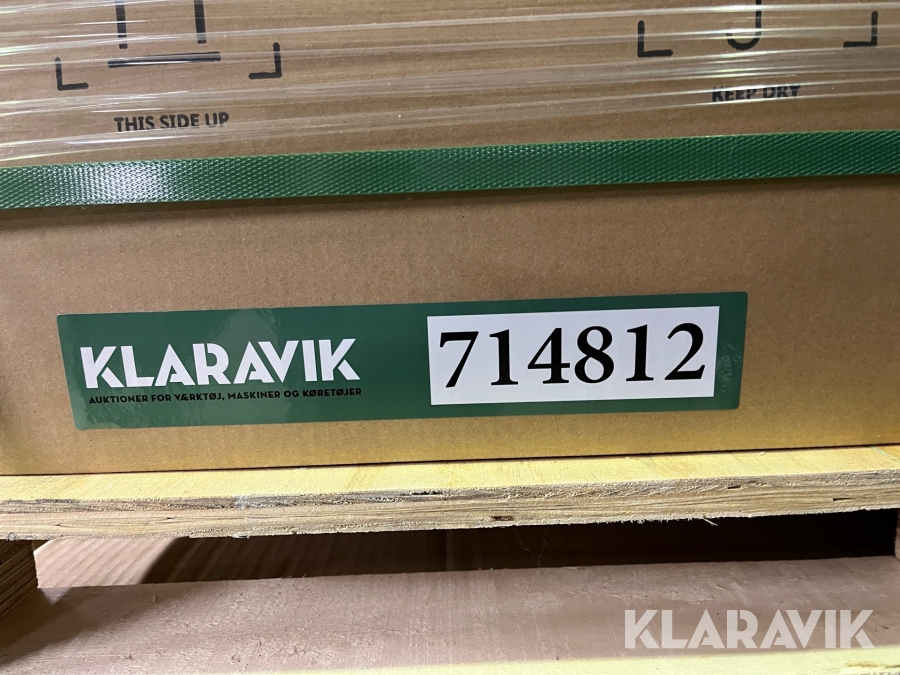 THIS SIDE UP
KEEP DRY
KLARAVIK
AUKTIONER FOR VÆRKTØJ, MASKINER OG KØRETØJER
714812
KLARAVIK